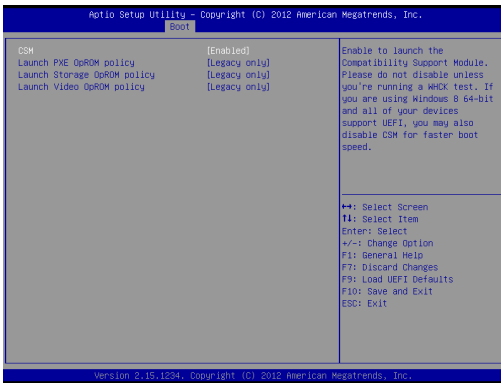 Aptio Setup Utility – Copyright (C) 2012 American Megatrends, Inc.
Boot
CSM [Enabled]
Launch PXE OpROM policy [Legacy only]
Launch Storage OpROM policy [Legacy only]
Launch Video OpROM policy [Legacy only]
Enable to launch the
Compatibility Support Module.
Please do not disable unless
you're running a WHCK test. If
you are using Windows 8 64-bit
and all of your devices
support UEFI, you may also
disable CSM for faster boot
speed.
↔: Select Screen
↑↓: Select Item
Enter: Select
+/-: Change Option
F1: General Help
F7: Discard Changes
F9: Load UEFI Defaults
F10: Save and Exit
ESC: Exit
Version 2.15.1234. Copyright (C) 2012 American Megatrends, Inc.